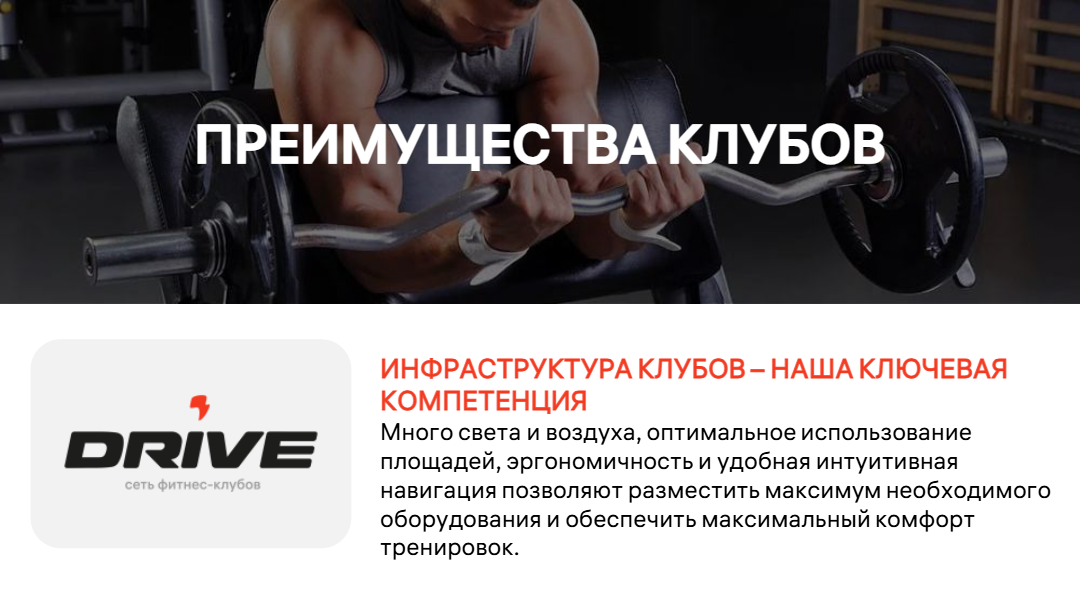 ПРЕИМУЩЕСТВА КЛУБОВ
DRIVE
сеть фитнес-клубов
ИНФРАСТРУКТУРА КЛУБОВ – НАША КЛЮЧЕВАЯ
КОМПЕТЕНЦИЯ
Много света и воздуха, оптимальное использование
площадей, эргономичность и удобная интуитивная
навигация позволяют разместить максимум необходимого
оборудования и обеспечить максимальный комфорт
тренировок.